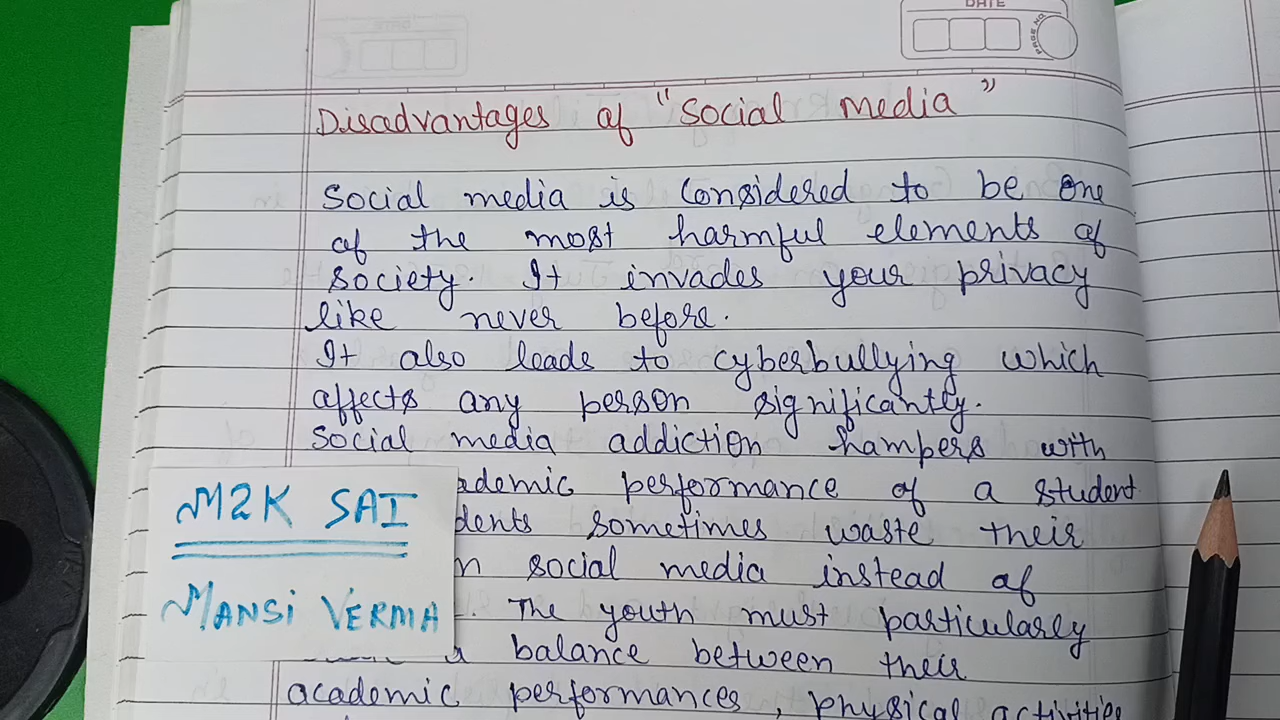 DATE
PAGE NO
Disadvantages of "Social media"
Social media is considered to be one
of the most harmful elements of
society. It invades your privacy
like never before.
It also leads to cyberbullying which
affects any person significantly.
Social media addiction hampers with
ademic performance of a student
dents sometimes waste their
n social media instead of
. The youth must particularly
a balance between their
academic performances, physical activities
M2K SAI
MANSI VERMA